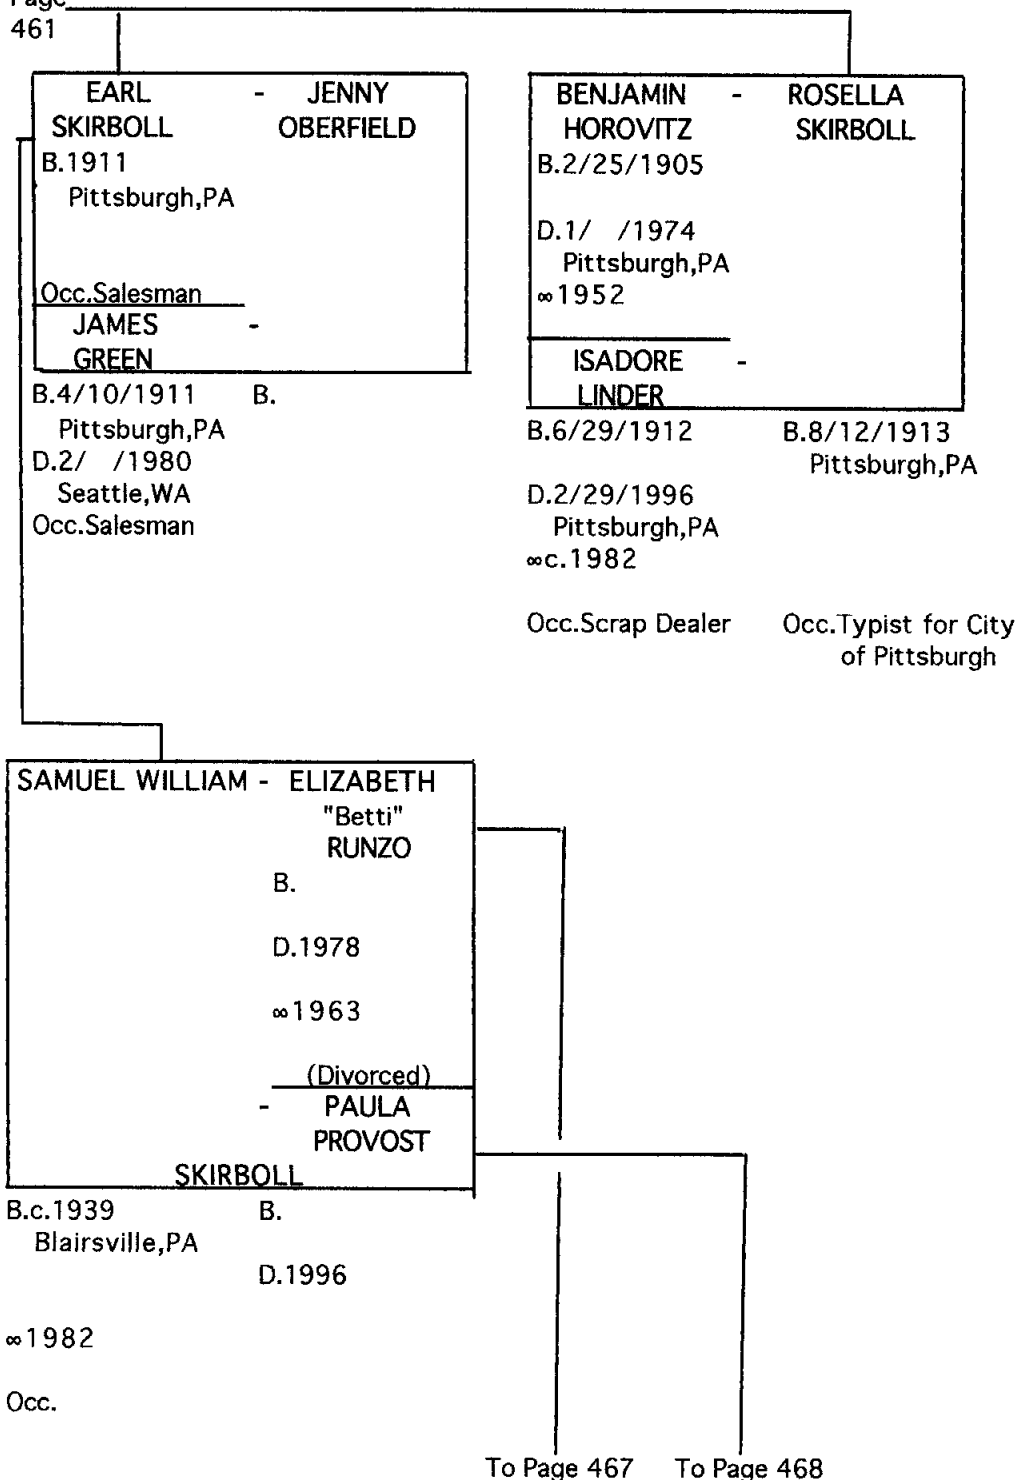 Page
461
EARL - JENNY
SKIRBOLL OBERFIELD
B.1911
Pittsburgh,PA
Occ.Salesman
JAMES -
GREEN
B.4/10/1911 B.
Pittsburgh,PA
D.2/ /1980
Seattle,WA
Occ.Salesman
BENJAMIN - ROSELLA
HOROVITZ SKIRBOLL
B.2/25/1905
D.1/ /1974
Pittsburgh,PA
∞1952
ISADORE -
LINDER
B.6/29/1912 B.8/12/1913
Pittsburgh,PA
D.2/29/1996
Pittsburgh,PA
∞c.1982
Occ.Scrap Dealer Occ.Typist for City
of Pittsburgh
SAMUEL WILLIAM - ELIZABETH
"Betti"
RUNZO
B.
D.1978
∞1963
(Divorced)
- PAULA
PROVOST
SKIRBOLL
B.c.1939 B.
Blairsville,PA
D.1996
∞1982
Occ.
To Page 467 To Page 468